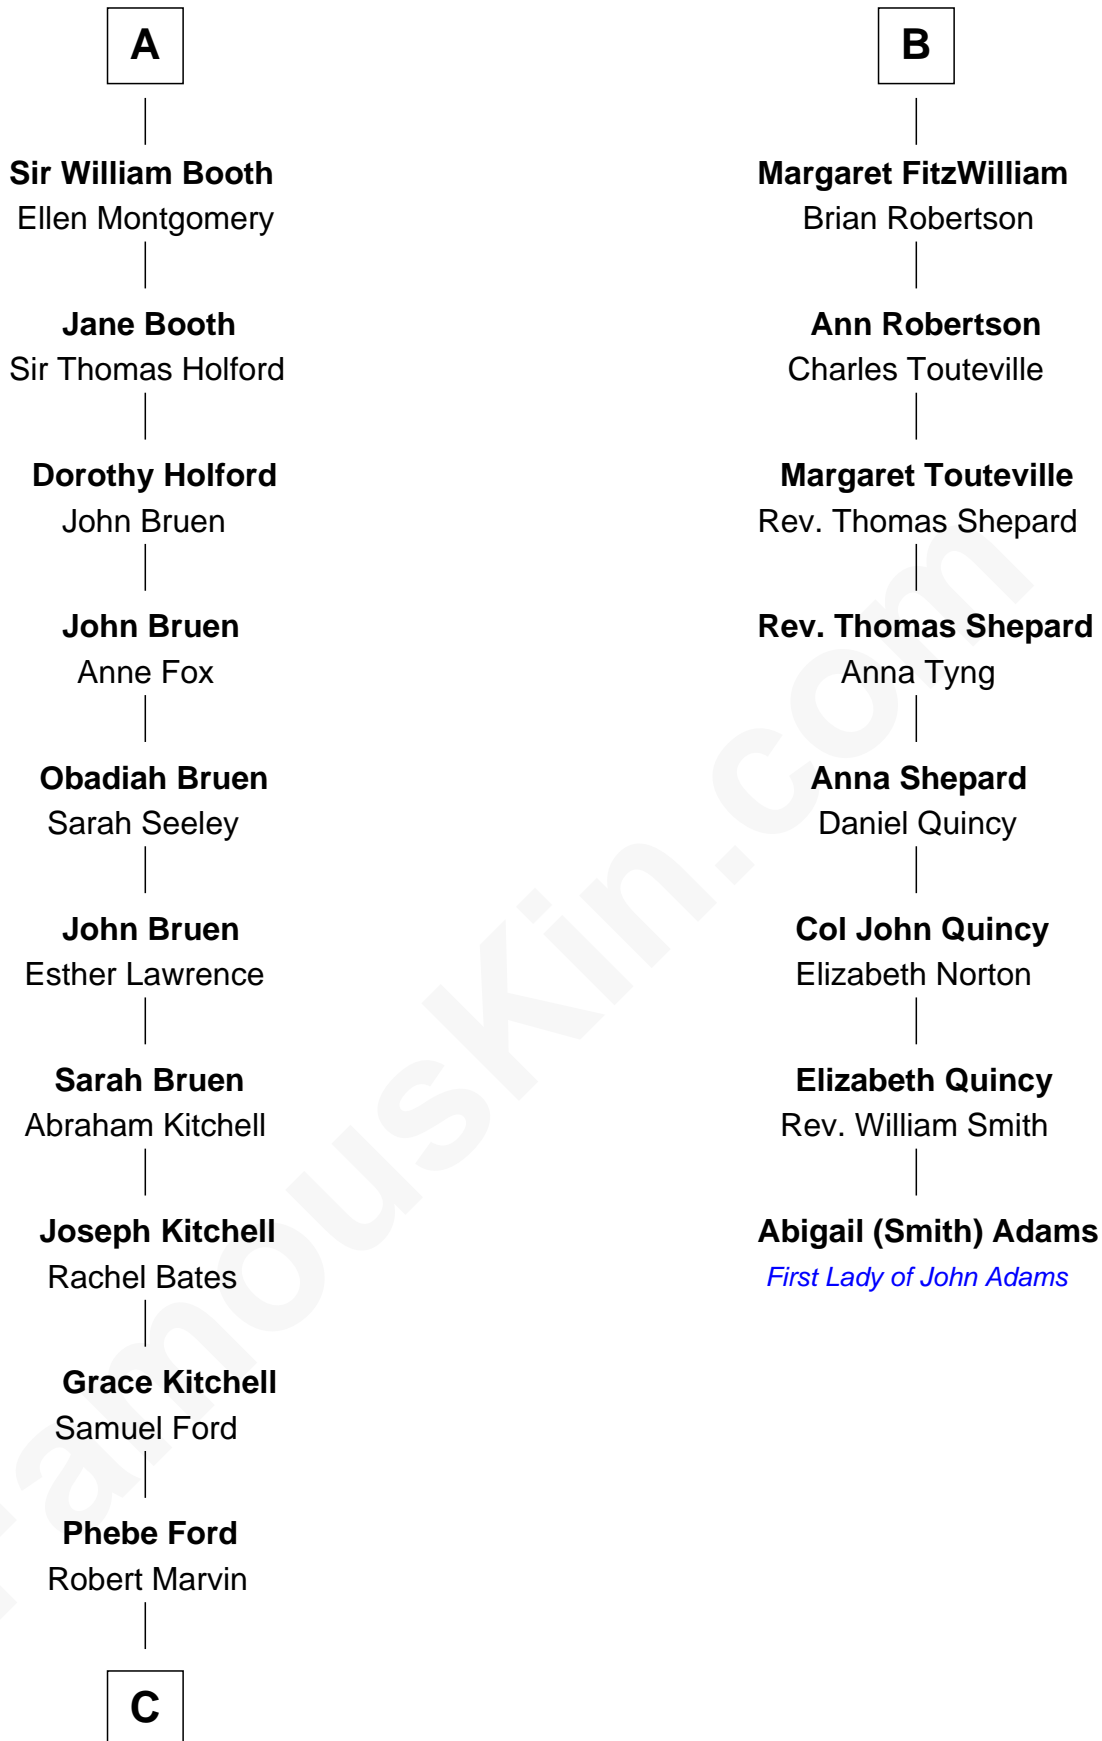 A
Sir William Booth
Ellen Montgomery
Jane Booth
Sir Thomas Holford
Dorothy Holford
John Bruen
John Bruen
Anne Fox
Obadiah Bruen
Sarah Seeley
John Bruen
Esther Lawrence
Sarah Bruen
Abraham Kitchell
Joseph Kitchell
Rachel Bates
Grace Kitchell
Samuel Ford
Phebe Ford
Robert Marvin
C
B
Margaret FitzWilliam
Brian Robertson
Ann Robertson
Charles Touteville
Margaret Touteville
Rev. Thomas Shepard
Rev. Thomas Shepard
Anna Tyng
Anna Shepard
Daniel Quincy
Col John Quincy
Elizabeth Norton
Elizabeth Quincy
Rev. William Smith
Abigail (Smith) Adams
First Lady of John Adams
FamousKin.com